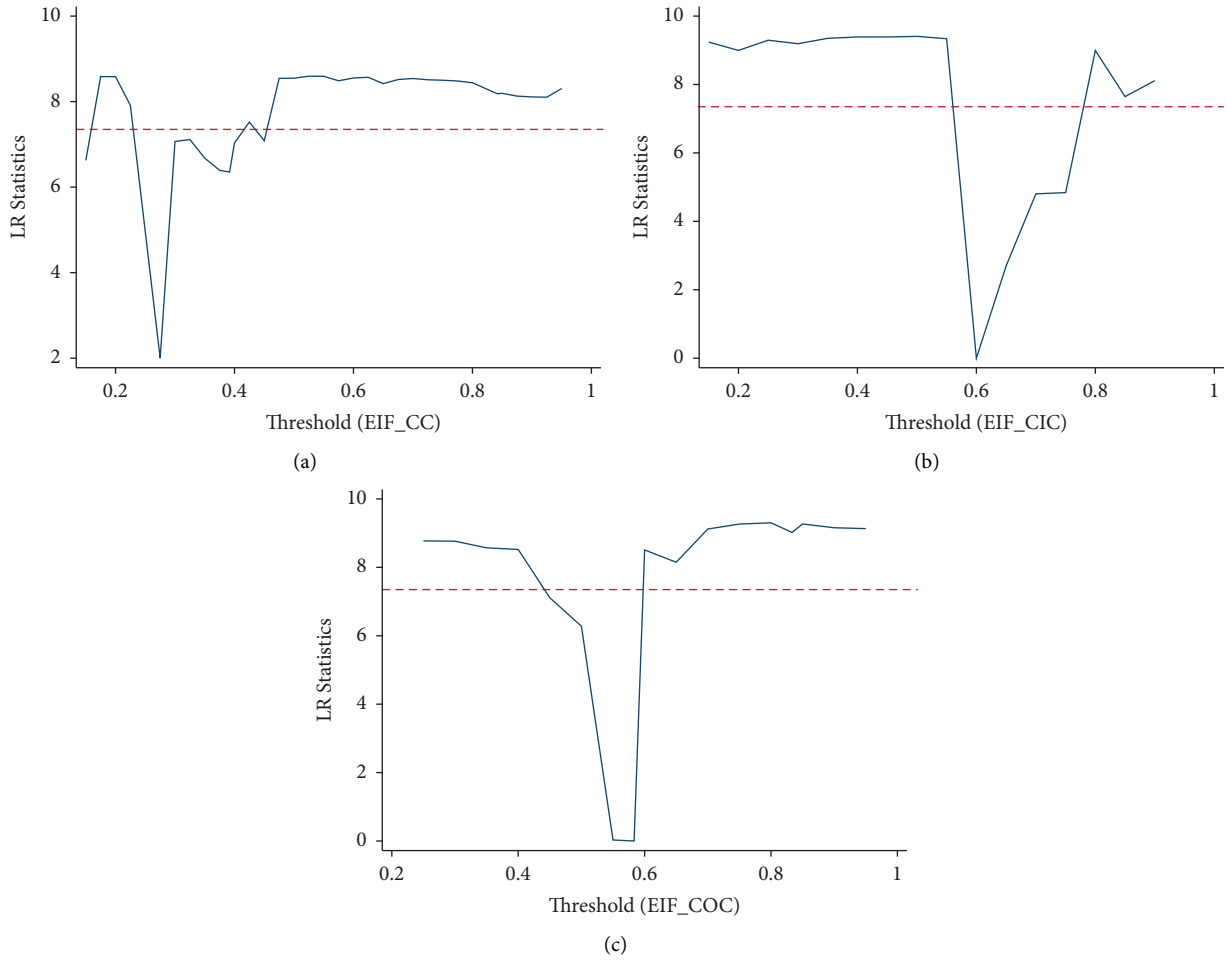 10
8
6
4
2
LR Statistics
0.2 0.4 0.6 0.8 1
Threshold (EIF_CC)
(a)
10
8
6
4
2
0
LR Statistics
0.2 0.4 0.6 0.8 1
Threshold (EIF_CIC)
(b)
10
8
6
4
2
0
LR Statistics
0.2 0.4 0.6 0.8 1
Threshold (EIF_COC)
(c)